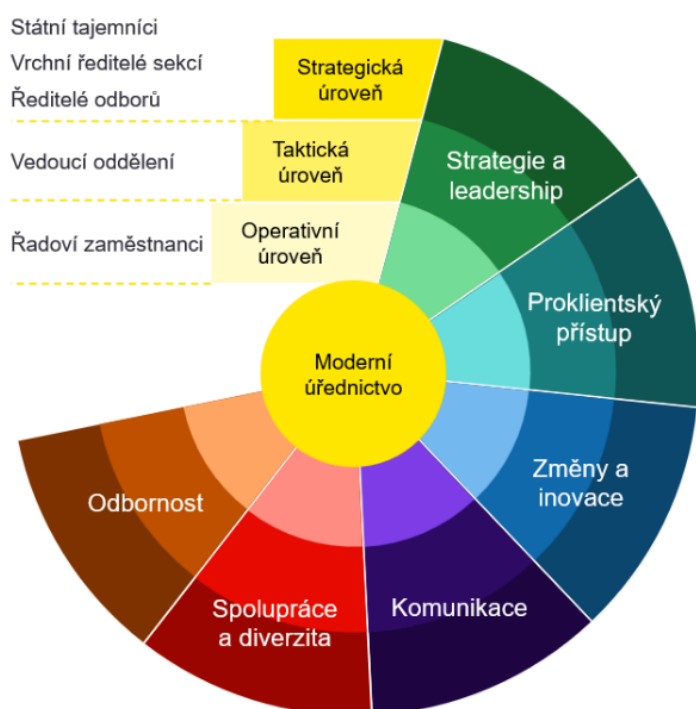 Státní tajemníci
Vrchní ředitelé sekcí
Ředitelé odborů
Strategická
úroveň
Vedoucí oddělení
Taktická
úroveň
Řadoví zaměstnanci
Operativní
úroveň
Strategie a
leadership
Proklientský
přístup
Moderní
úřednictvo
Změny a
inovace
Odbornost
Spolupráce
a diverzita
Komunikace